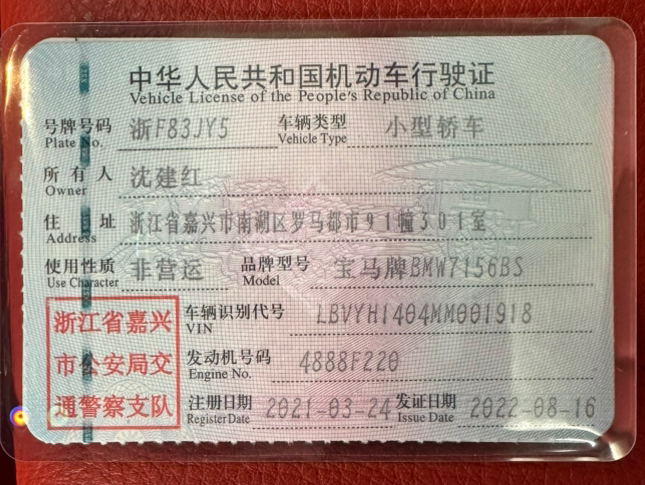 中华人民共和国机动车行驶证
Vehicle License of the People's Republic of China
号牌号码 浙F83JY5 车辆类型 小型轿车
Plate No. Vehicle Type
所有人 沈建红
Owner
住址 浙江省嘉兴市南湖区罗马都市91幢301室
Address
使用性质 非营运 品牌型号 宝马牌BMW7156BS
Use Character Model
浙江省嘉兴市公安局交通警察支队
车辆识别代号 LBVYH1404MM001918
VIN
发动机号码 4888F220
Engine No.
注册日期 2021-03-24 发证日期 2022-08-16
Register Date Issue Date